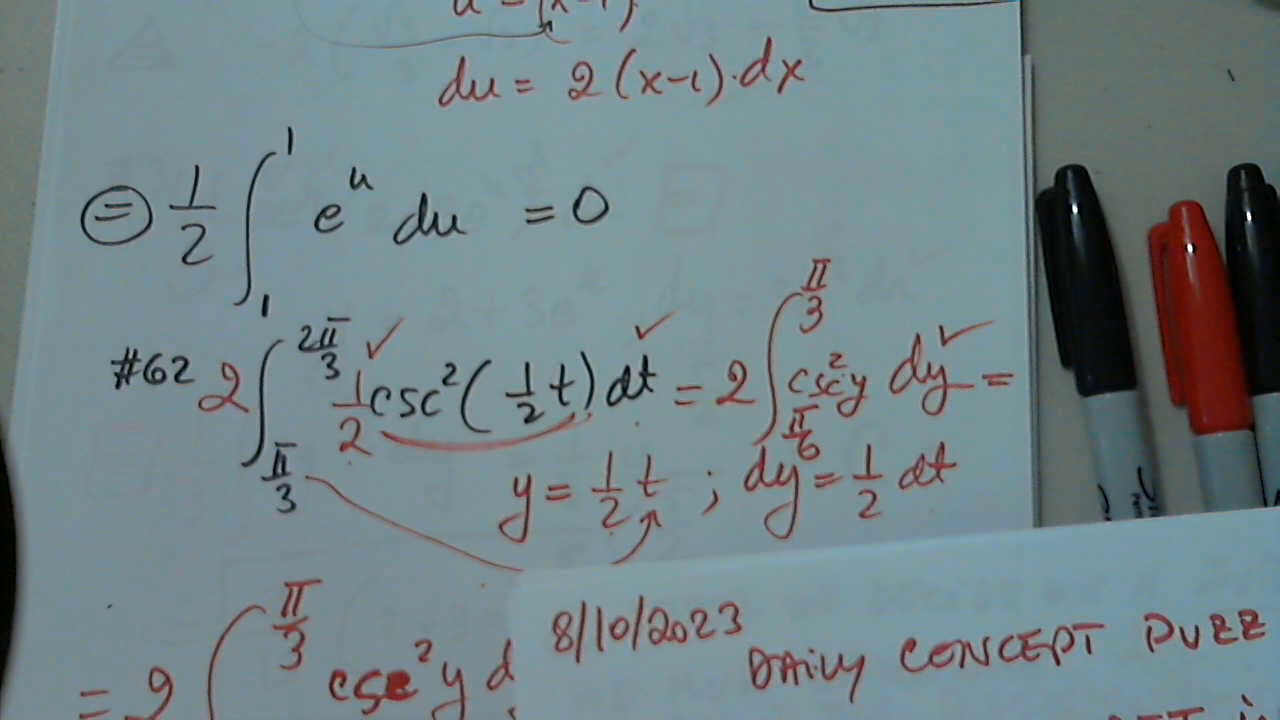 u = (x-1)
du = 2(x-1)·dx
⊜ 1/2 ∫₁¹ e^u du = 0
#62 2 ∫_{π/3}^{2π/3} 1/2 csc²(1/2 t) dt = 2 ∫_{π/6}^{π/3} csc²y dy =
y = 1/2 t ; dy = 1/2 dt
= 2 ∫^{π/3} csc²y d
8/10/2023
DAILY CONCEPT PUZZ